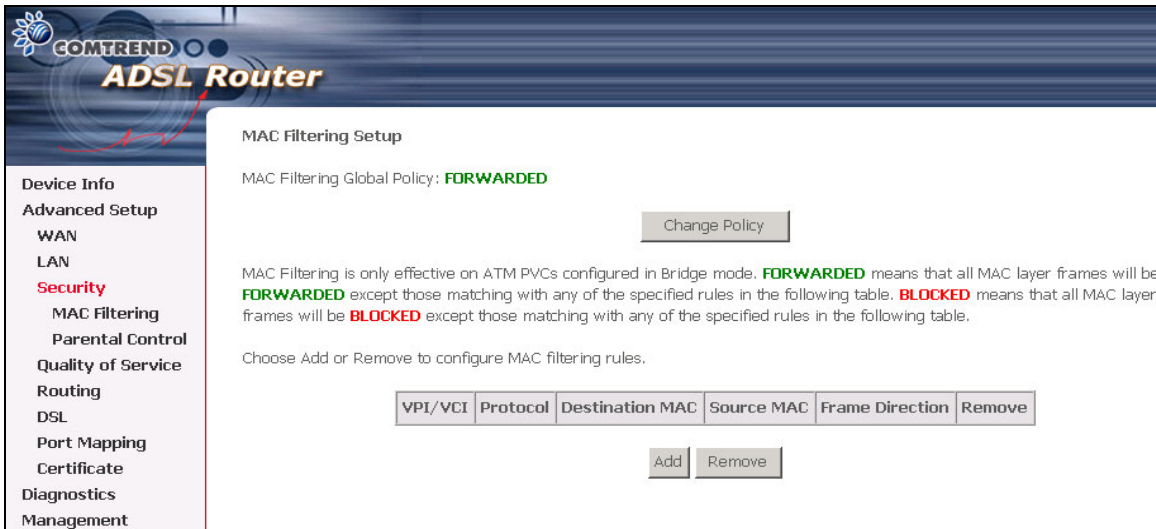 COMTREND
ADSL Router
Device Info
Advanced Setup
WAN
LAN
Security
MAC Filtering
Parental Control
Quality of Service
Routing
DSL
Port Mapping
Certificate
Diagnostics
Management
MAC Filtering Setup
MAC Filtering Global Policy: FORWARDED
Change Policy
MAC Filtering is only effective on ATM PVCs configured in Bridge mode. FORWARDED means that all MAC layer frames will be
FORWARDED except those matching with any of the specified rules in the following table. BLOCKED means that all MAC layer
frames will be BLOCKED except those matching with any of the specified rules in the following table.
Choose Add or Remove to configure MAC filtering rules.
VPI/VCI Protocol Destination MAC Source MAC Frame Direction Remove
Add Remove